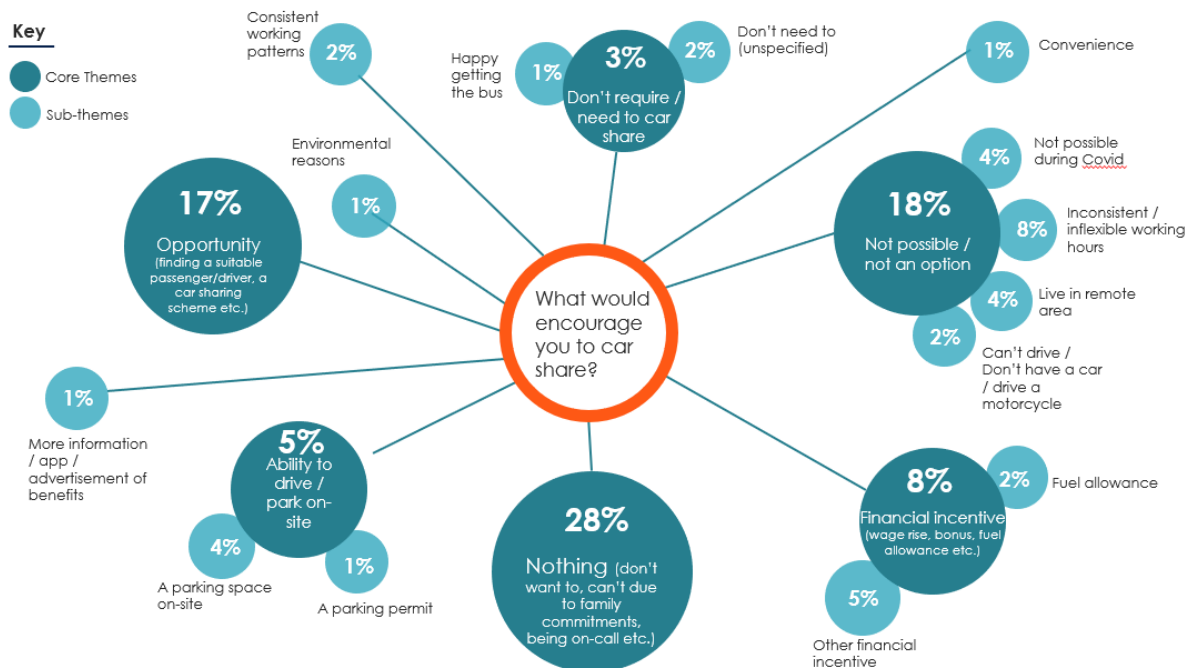 Key
Core Themes
Sub-themes
Consistent
working
patterns
2%
Happy
getting
the bus
1%
3%
Don't require /
need to car
share
2%
Don't need to
(unspecified)
1%
Convenience
Environmental
reasons
1%
17%
Opportunity
(finding a suitable
passenger/driver, a
car sharing
scheme etc.)
What would
encourage
you to car
share?
18%
Not possible /
not an option
4%
Not possible
during Covid
8%
Inconsistent /
inflexible working
hours
4%
Live in remote
area
2%
Can't drive /
Don't have a car
/ drive a
motorcycle
1%
More information
/ app /
advertisement of
benefits
5%
Ability to
drive /
park on-
site
4%
A parking space
on-site
1%
A parking permit
28%
Nothing (don't
want to, can't due
to family
commitments,
being on-call etc.)
8%
Financial incentive
(wage rise, bonus, fuel
allowance etc.)
2%
Fuel allowance
5%
Other financial
incentive